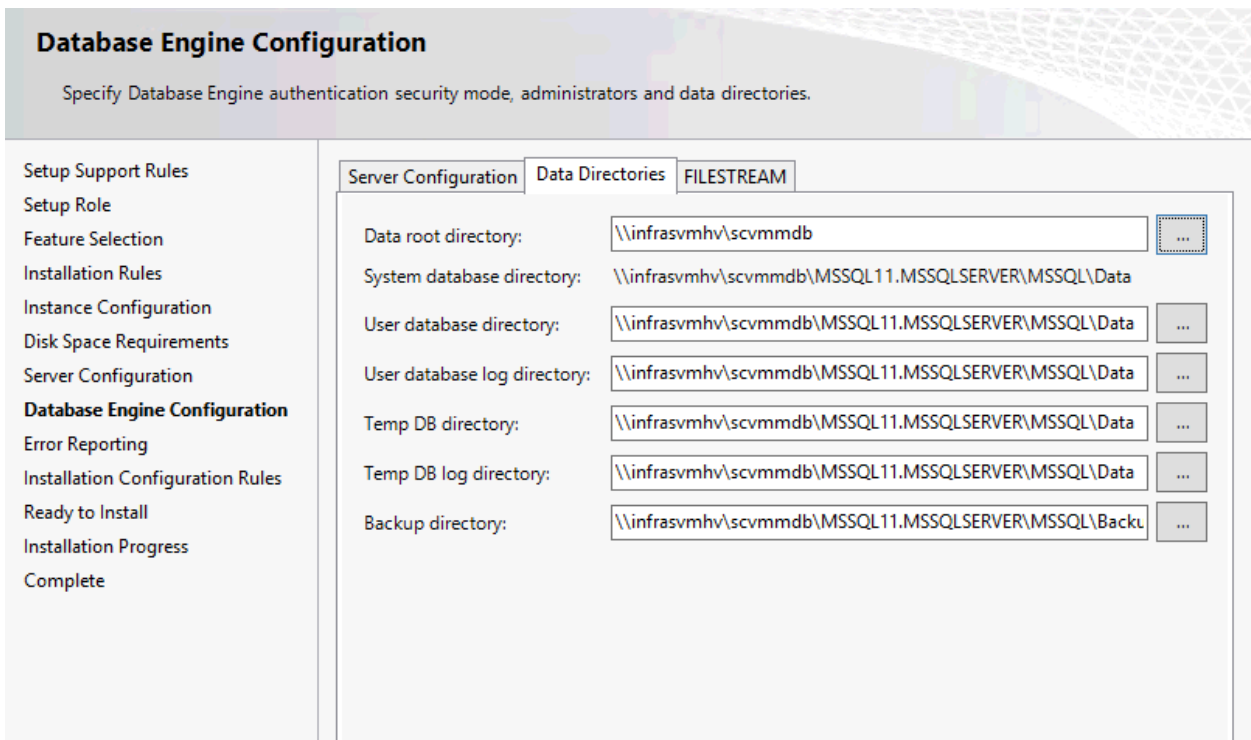 Database Engine Configuration
Specify Database Engine authentication security mode, administrators and data directories.
Setup Support Rules
Setup Role
Feature Selection
Installation Rules
Instance Configuration
Disk Space Requirements
Server Configuration
Database Engine Configuration
Error Reporting
Installation Configuration Rules
Ready to Install
Installation Progress
Complete
Server Configuration Data Directories FILESTREAM
Data root directory: \\infrasvmhv\scvmmdb ...
System database directory: \\infrasvmhv\scvmmdb\MSSQL11.MSSQLSERVER\MSSQL\Data
User database directory: \\infrasvmhv\scvmmdb\MSSQL11.MSSQLSERVER\MSSQL\Data ...
User database log directory: \\infrasvmhv\scvmmdb\MSSQL11.MSSQLSERVER\MSSQL\Data ...
Temp DB directory: \\infrasvmhv\scvmmdb\MSSQL11.MSSQLSERVER\MSSQL\Data ...
Temp DB log directory: \\infrasvmhv\scvmmdb\MSSQL11.MSSQLSERVER\MSSQL\Data ...
Backup directory: \\infrasvmhv\scvmmdb\MSSQL11.MSSQLSERVER\MSSQL\Backu ...